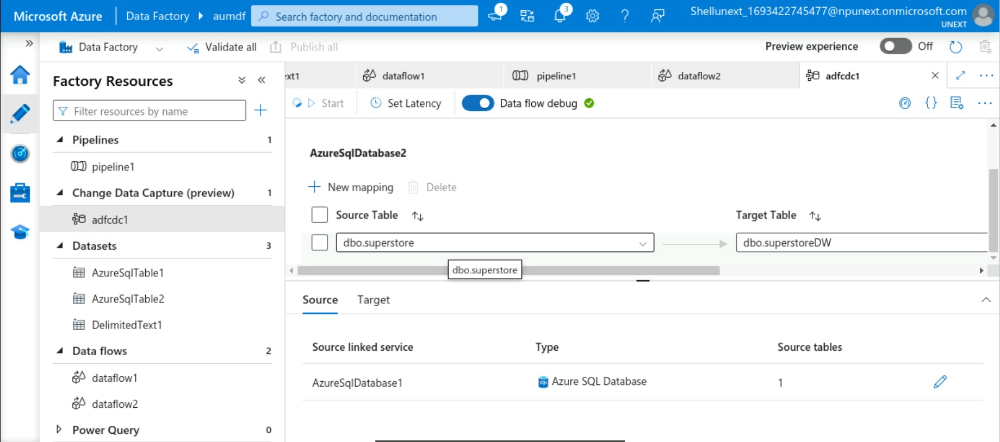 Microsoft Azure
Data Factory
aumdf
Search factory and documentation
1
3
Shellunext_1693422745477@npunext.onmicrosoft.com
UNEXT
Data Factory
Validate all
Publish all
Preview experience
Off
Factory Resources
Filter resources by name
Pipelines 1
pipeline1
Change Data Capture (preview) 1
adfcdc1
Datasets 3
AzureSqlTable1
AzureSqlTable2
DelimitedText1
Data flows 2
dataflow1
dataflow2
Power Query 0
ext1
dataflow1
pipeline1
dataflow2
adfcdc1
Start
Set Latency
Data flow debug
AzureSqlDatabase2
New mapping
Delete
Source Table
Target Table
dbo.superstore
dbo.superstoreDW
dbo.superstore
Source
Target
Source linked service
Type
Source tables
AzureSqlDatabase1
SQL
Azure SQL Database
1